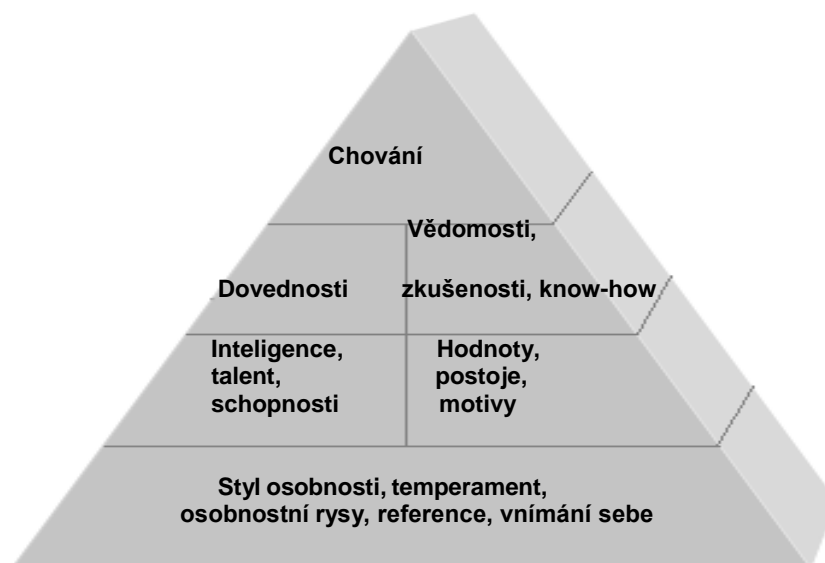 Chování
Vědomosti,
Dovednosti
zkušenosti, know-how
Inteligence,
talent,
schopnosti
Hodnoty,
postoje,
motivy
Styl osobnosti, temperament,
osobnostní rysy, reference, vnímání sebe